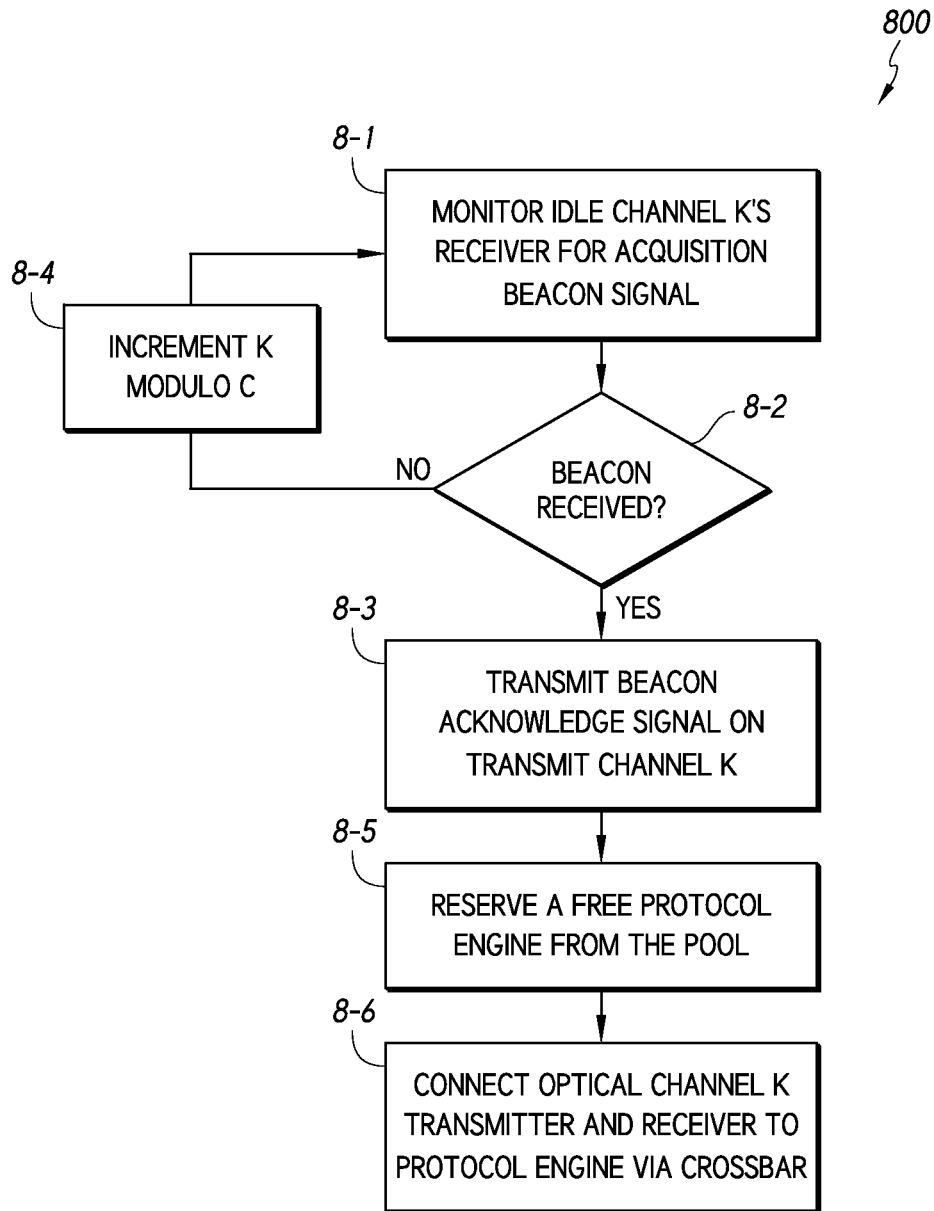 800
8-1
MONITOR IDLE CHANNEL K'S
RECEIVER FOR ACQUISITION
BEACON SIGNAL
8-4
INCREMENT K
MODULO C
8-2
NO
BEACON
RECEIVED?
YES
8-3
TRANSMIT BEACON
ACKNOWLEDGE SIGNAL ON
TRANSMIT CHANNEL K
8-5
RESERVE A FREE PROTOCOL
ENGINE FROM THE POOL
8-6
CONNECT OPTICAL CHANNEL K
TRANSMITTER AND RECEIVER TO
PROTOCOL ENGINE VIA CROSSBAR